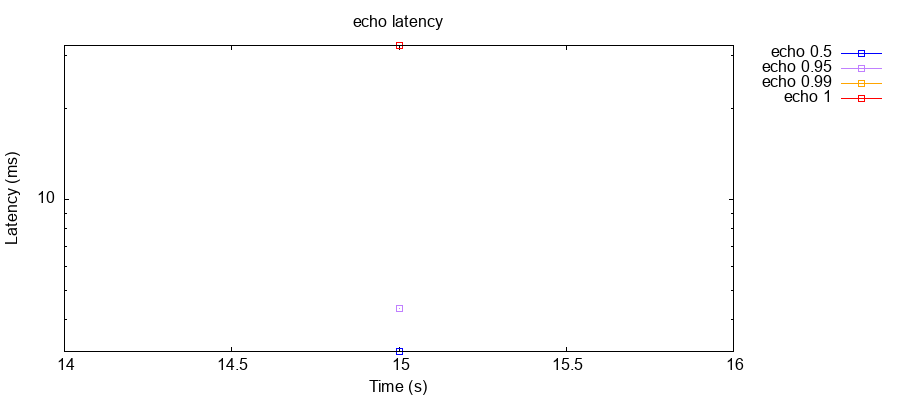 echo latency
echo 0.5
echo 0.95
echo 0.99
echo 1
Latency (ms)
10
14 14.5 15 15.5 16
Time (s)